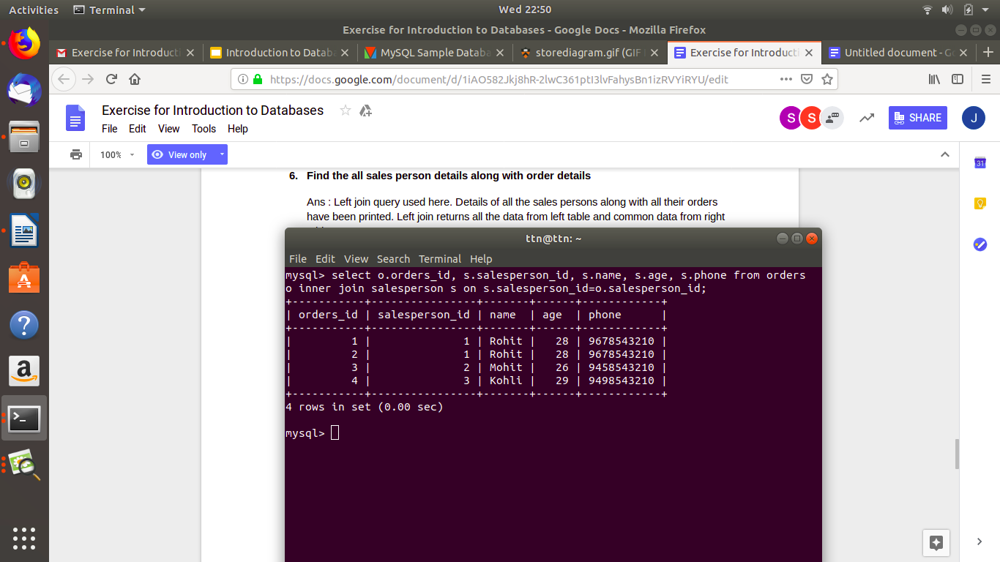 Activities Terminal Wed 22:50
Exercise for Introduction to Databases - Google Docs - Mozilla Firefox
Exercise for Introducti Introduction to Databa MySQL Sample Databa storediagram.gif (GIF Exercise for Introducti Untitled document - Go
https://docs.google.com/document/d/1iAO582Jkj8hR-2lwC361ptI3lvFahysBn1izRVYiRYU/edit
Exercise for Introduction to Databases
S S SHARE J
File Edit View Tools Help
100% View only
31
6. Find the all sales person details along with order details
Ans : Left join query used here. Details of all the sales persons along with all their orders
have been printed. Left join returns all the data from left table and common data from right
ttn@ttn: ~
File Edit View Search Terminal Help
mysql> select o.orders_id, s.salesperson_id, s.name, s.age, s.phone from orders
o inner join salesperson s on s.salesperson_id=o.salesperson_id;
+-----------+----------------+-------+------+------------+
| orders_id | salesperson_id | name  | age  | phone      |
+-----------+----------------+-------+------+------------+
|         1 |              1 | Rohit |   28 | 9678543210 |
|         2 |              1 | Rohit |   28 | 9678543210 |
|         3 |              2 | Mohit |   26 | 9458543210 |
|         4 |              3 | Kohli |   29 | 9498543210 |
+-----------+----------------+-------+------+------------+
4 rows in set (0.00 sec)
mysql>